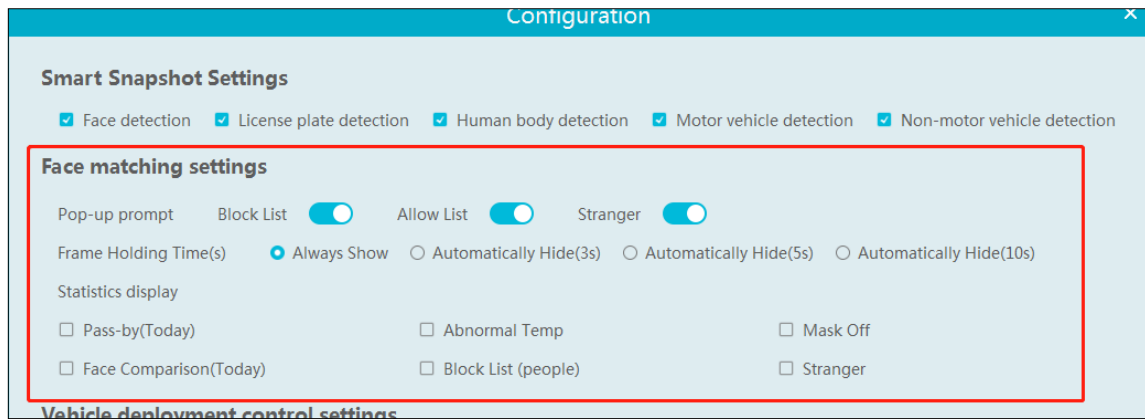 Configuration
Smart Snapshot Settings
Face detection License plate detection Human body detection Motor vehicle detection Non-motor vehicle detection
Face matching settings
Pop-up prompt Block List Allow List Stranger
Frame Holding Time(s) Always Show Automatically Hide(3s) Automatically Hide(5s) Automatically Hide(10s)
Statistics display
Pass-by(Today) Abnormal Temp Mask Off
Face Comparison(Today) Block List (people) Stranger
Vehicle deployment control settings